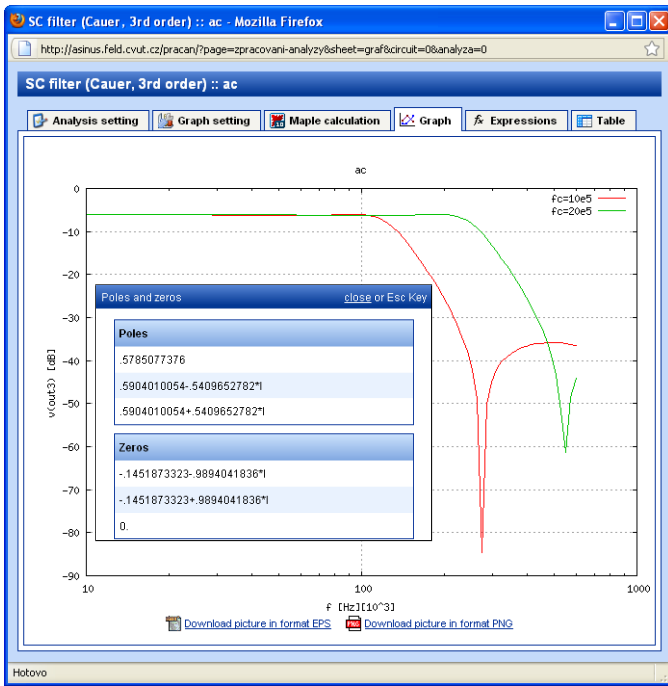 SC filter (Cauer, 3rd order) :: ac - Mozilla Firefox
http://asinus.feld.cvut.cz/pracan/?page=zpracovani-analyzy&sheet=graf&circuit=0&analyza=0
SC filter (Cauer, 3rd order) :: ac
Analysis setting Graph setting Maple calculation Graph fx Expressions Table
ac
0
-10
-20
-30
-40
-50
-60
-70
-80
-90
v(out3) [dB]
fc=10e5
fc=20e5
Poles and zeros close or Esc Key
Poles
.5785077376
.5904010054-.5409652782*I
.5904010054+.5409652782*I
Zeros
-.1451873323-.9894041836*I
-.1451873323+.9894041836*I
0.
10 100 1000
f [Hz][10^3]
Download picture in format EPS Download picture in format PNG
Hotovo